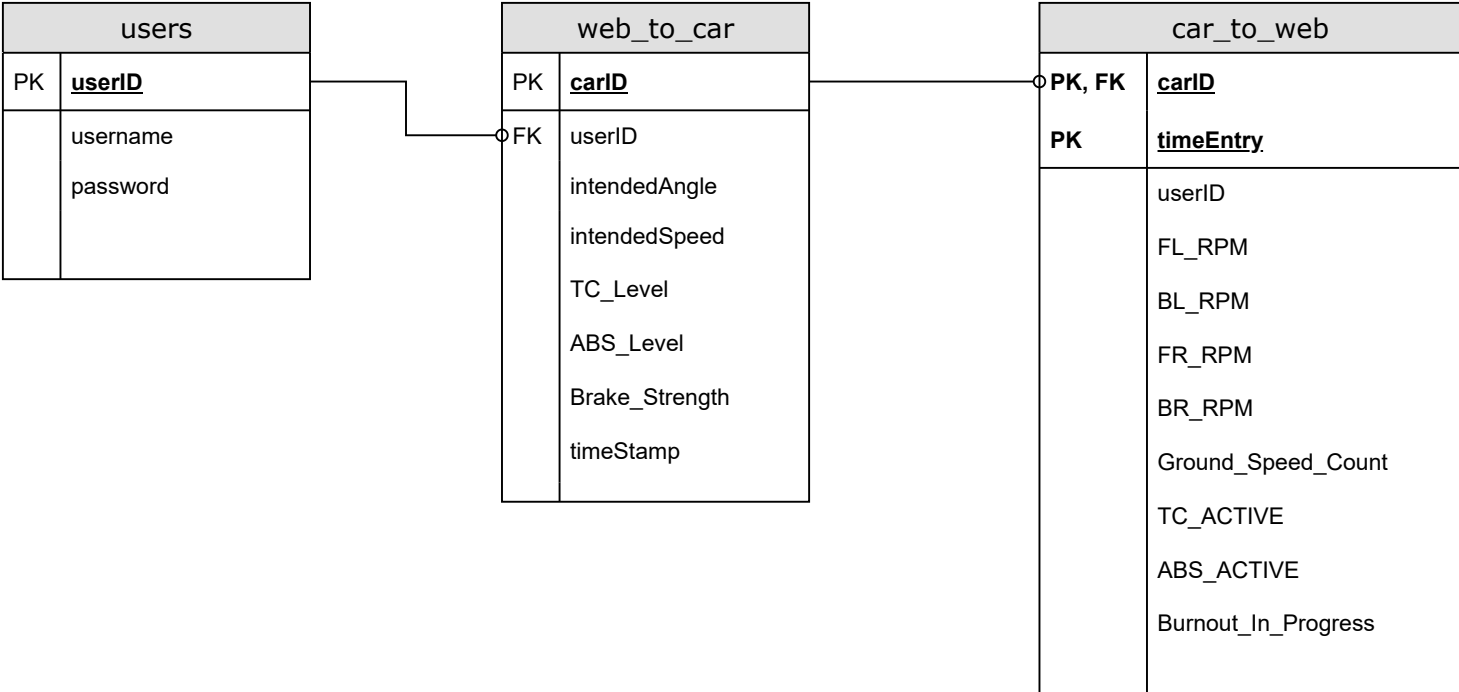 users
PK userID
username
password
web_to_car
PK carID
FK userID
intendedAngle
intendedSpeed
TC_Level
ABS_Level
Brake_Strength
timeStamp
car_to_web
PK, FK carID
PK timeEntry
userID
FL_RPM
BL_RPM
FR_RPM
BR_RPM
Ground_Speed_Count
TC_ACTIVE
ABS_ACTIVE
Burnout_In_Progress